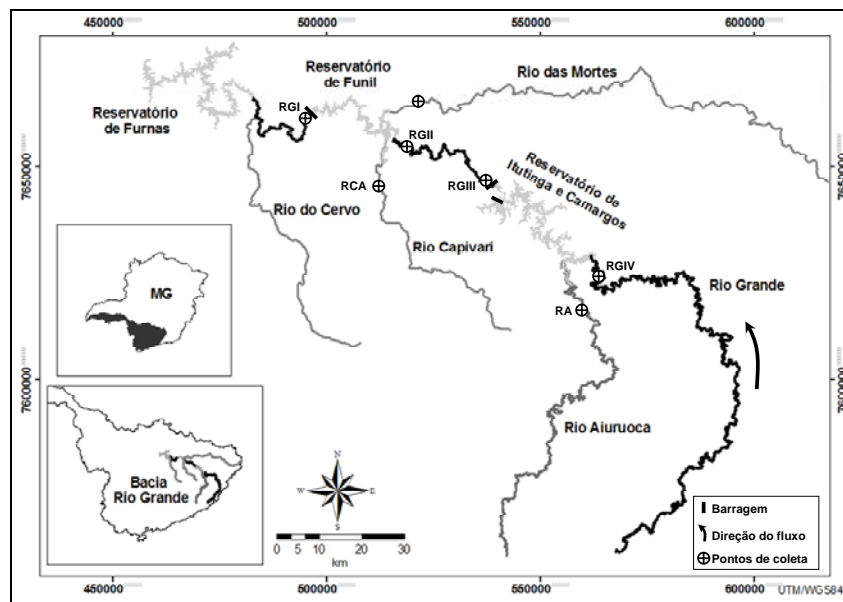 450000
500000
550000
600000
Rio das Mortes
Reservatório
de Funil
Reservatório
de Furnas
RGI
RGII
7650000
7650000
RCA
RGIII
Reservatório de
Itutinga e Camargos
Rio do Cervo
Rio Capivari
RGIV
Rio Grande
MG
RA
7600000
7600000
Rio Aiuruoca
Bacia
Rio Grande
N
W
E
S
0 5 10 20 30
km
Barragem
Direção do fluxo
Pontos de coleta
450000
500000
550000
600000
UTM/WGS84